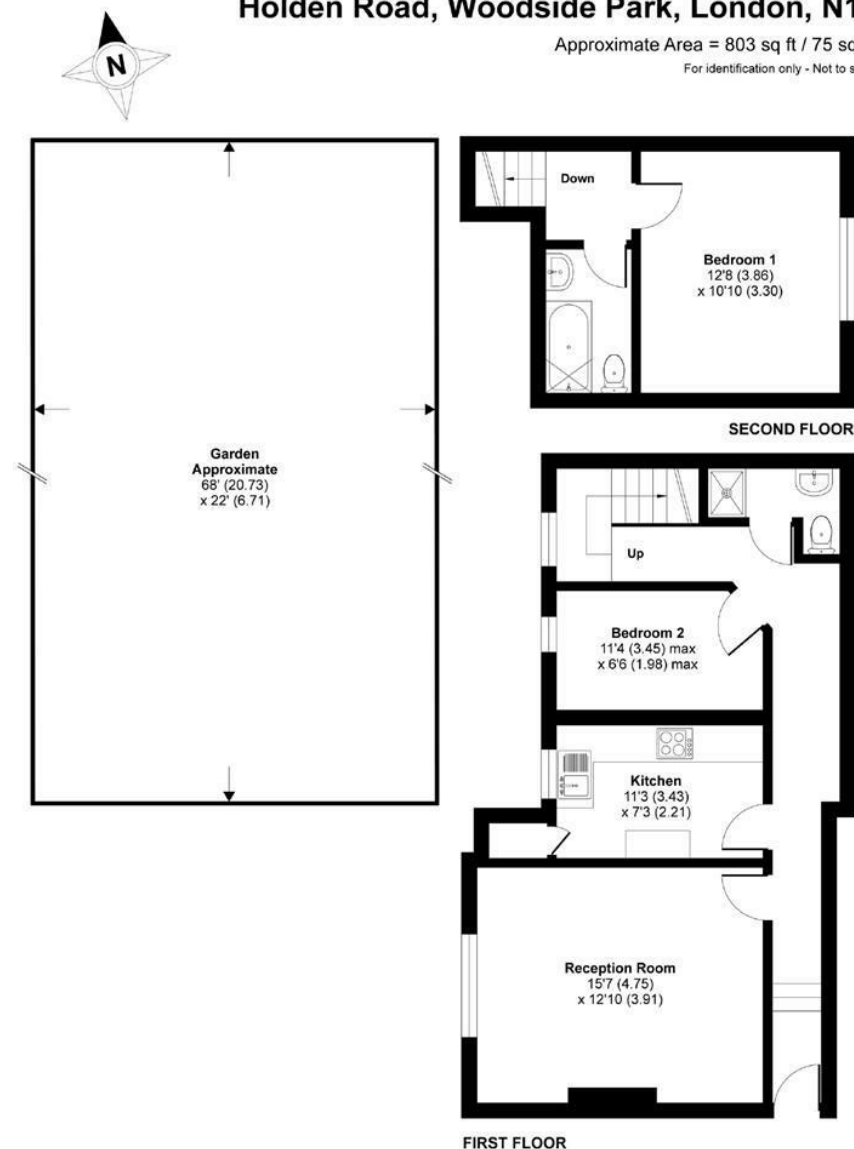 Holden Road, Woodside Park, London, N1
Approximate Area = 803 sq ft / 75 sq
For identification only - Not to s
N
Down
Bedroom 1
12'8 (3.86)
x 10'10 (3.30)
SECOND FLOOR
Garden
Approximate
68' (20.73)
x 22' (6.71)
Up
Bedroom 2
11'4 (3.45) max
x 6'6 (1.98) max
Kitchen
11'3 (3.43)
x 7'3 (2.21)
Reception Room
15'7 (4.75)
x 12'10 (3.91)
FIRST FLOOR